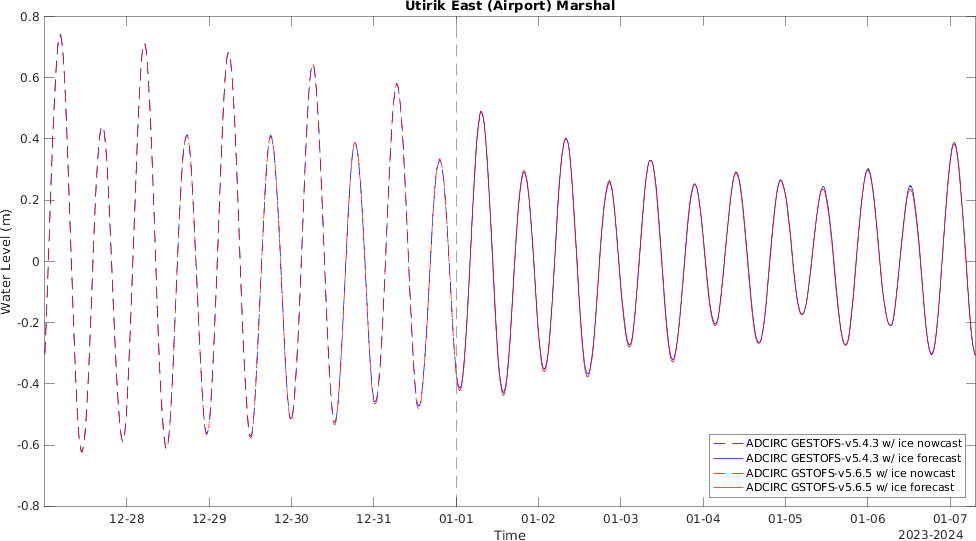 Utirik East (Airport) Marshal
0.8
0.6
0.4
0.2
0
-0.2
-0.4
-0.6
-0.8
Water Level (m)
ADCIRC GESTOFS-v5.4.3 w/ ice nowcast
ADCIRC GESTOFS-v5.4.3 w/ ice forecast
ADCIRC GSTOFS-v5.6.5 w/ ice nowcast
ADCIRC GSTOFS-v5.6.5 w/ ice forecast
12-28 12-29 12-30 12-31 01-01 01-02 01-03 01-04 01-05 01-06 01-07
Time
2023-2024